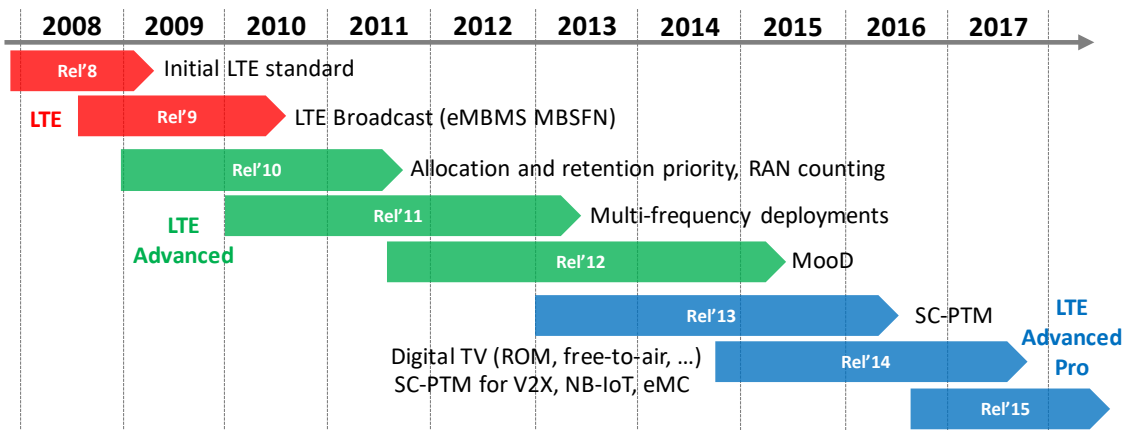 2008 2009 2010 2011 2012 2013 2014 2015 2016 2017
Rel'8 Initial LTE standard
LTE Rel'9 LTE Broadcast (eMBMS MBSFN)
Rel'10 Allocation and retention priority, RAN counting
Rel'11 Multi-frequency deployments
LTE
Advanced
Rel'12 MooD
Rel'13 SC-PTM
LTE
Advanced
Pro
Digital TV (ROM, free-to-air, …)
SC-PTM for V2X, NB-IoT, eMC
Rel'14
Rel'15